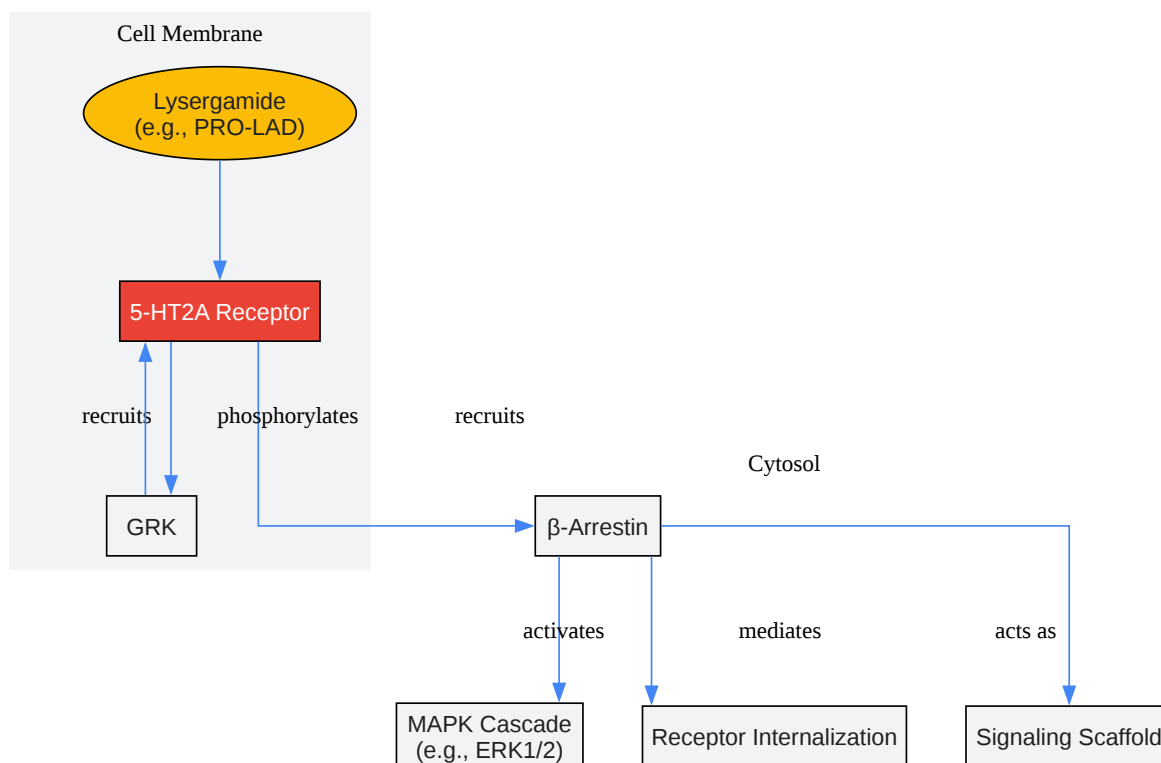 Cell Membrane
Lysergamide
(e.g., PRO-LAD)
5-HT2A Receptor
recruits
phosphorylates
recruits
Cytosol
GRK
β-Arrestin
activates
mediates
acts as
MAPK Cascade
(e.g., ERK1/2)
Receptor Internalization
Signaling Scaffold